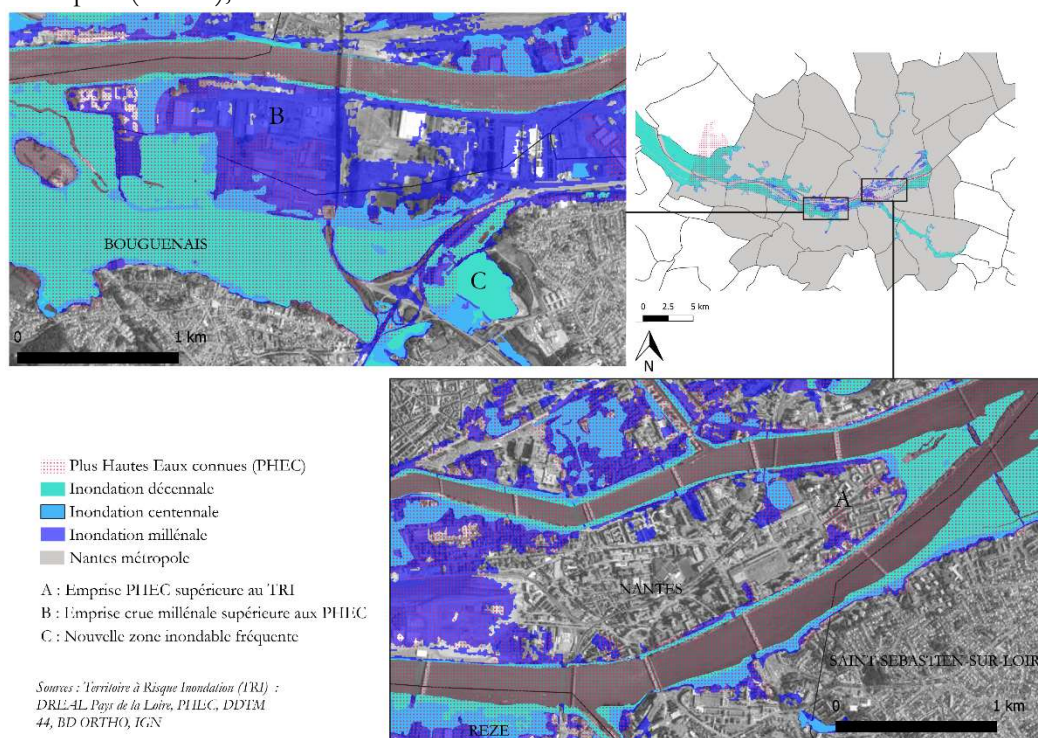 B
BOUGUENAIS
C
1 km
0 2.5 5 km
N
A
NANTES
SAINT-SEBASTIEN-SUR-LOIR
REZE
0 1 km
Plus Hautes Eaux connues (PHEC)
Inondation décennale
Inondation centennale
Inondation millénale
Nantes métropole
A : Emprise PHEC supérieure au TRI
B : Emprise crue millénale supérieure aux PHEC
C : Nouvelle zone inondable fréquente
Sources : Territoire à Risque Inondation (TRI) :
DREAL Pays de la Loire, PHEC, DDTM
44, BD ORTHO, IGN